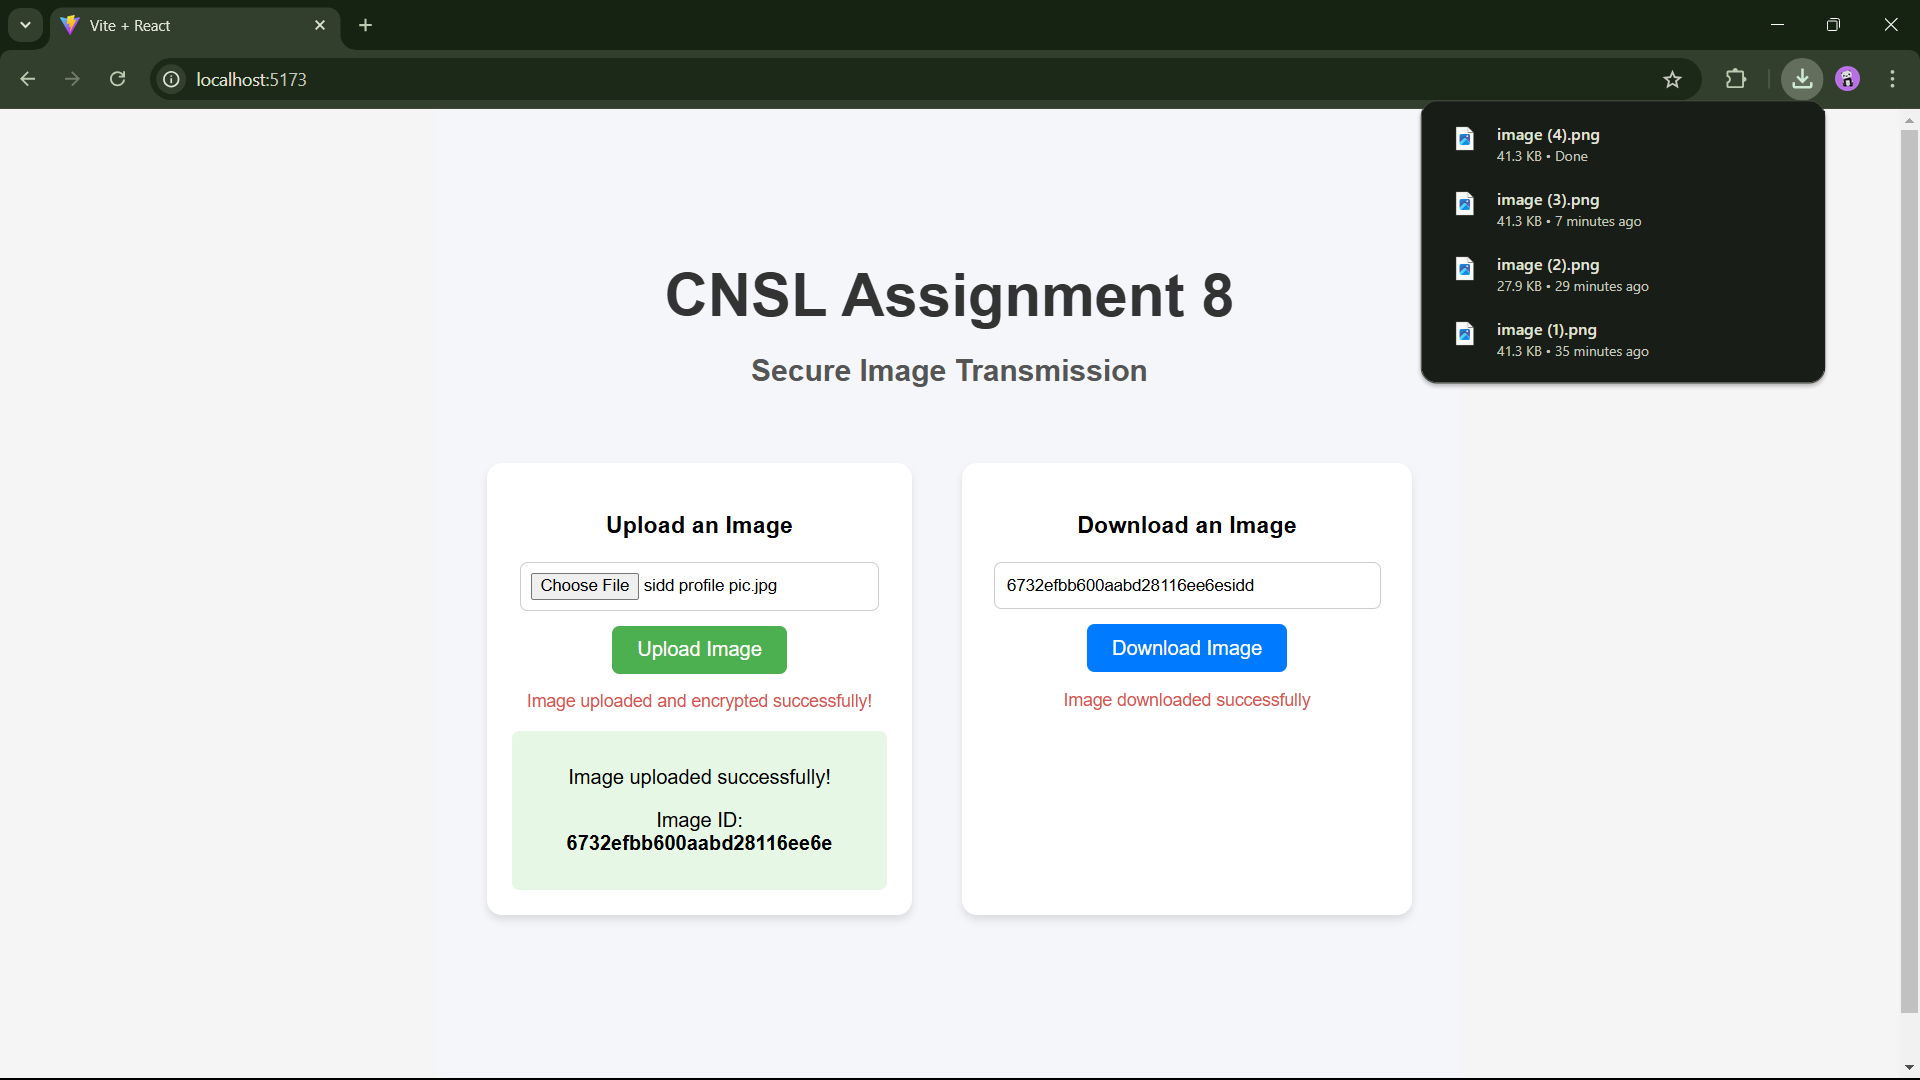 Vite + React
localhost:5173
image (4).png
41.3 KB • Done
image (3).png
41.3 KB • 7 minutes ago
image (2).png
27.9 KB • 29 minutes ago
image (1).png
41.3 KB • 35 minutes ago
CNSL Assignment 8
Secure Image Transmission
Upload an Image
Choose File sidd profile pic.jpg
Upload Image
Image uploaded and encrypted successfully!
Image uploaded successfully!
Image ID:
6732efbb600aabd28116ee6e
Download an Image
6732efbb600aabd28116ee6esidd
Download Image
Image downloaded successfully